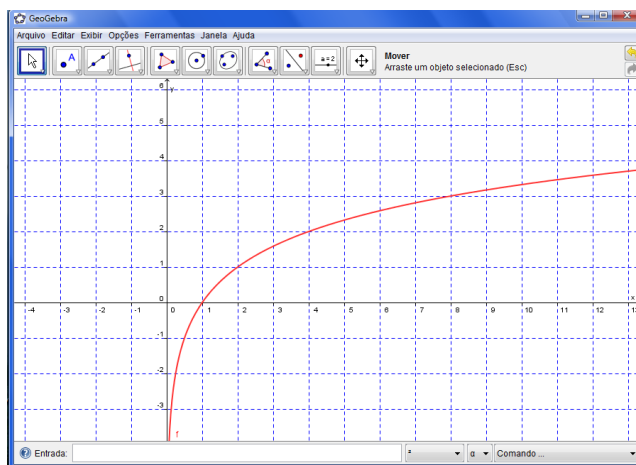 GeoGebra
Arquivo Editar Exibir Opções Ferramentas Janela Ajuda
A
α
a=2
Mover
Arraste um objeto selecionado (Esc)
6
y
5
4
3
2
1
0
-1
-2
-3
-4 -3 -2 -1 0 1 2 3 4 5 6 7 8 9 10 11 12 13
x
f
Entrada:
²
α
Comando ...